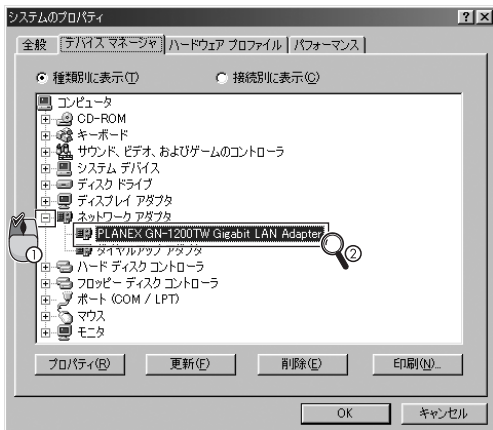 システムのプロパティ
全般 デバイス マネージャ ハードウェア プロファイル パフォーマンス
種類別に表示(T) 接続別に表示(C)
コンピュータ
CD-ROM
キーボード
サウンド、ビデオ、およびゲームのコントローラ
システム デバイス
ディスク ドライブ
ディスプレイ アダプタ
ネットワーク アダプタ
PLANEX GN-1200TW Gigabit LAN Adapter
②
ダイヤルアップ アダプタ
①
ハード ディスク コントローラ
フロッピー ディスク コントローラ
ポート (COM / LPT)
マウス
モニタ
プロパティ(R) 更新(F) 削除(E) 印刷(N)...
OK キャンセル